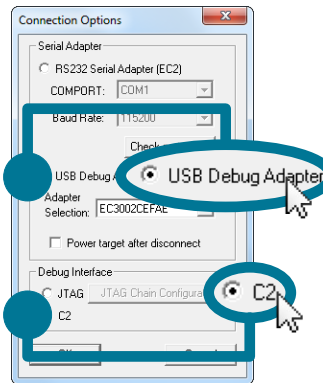 Connection Options
Serial Adapter
RS232 Serial Adapter (EC2)
COMPORT: COM1
Baud Rate: 115200
Check
USB Debug Adapter
USB Debug
Adapter
Selection: EC3002CEFAE
Power target after disconnect
Debug Interface
JTAG JTAG Chain
C2
C2